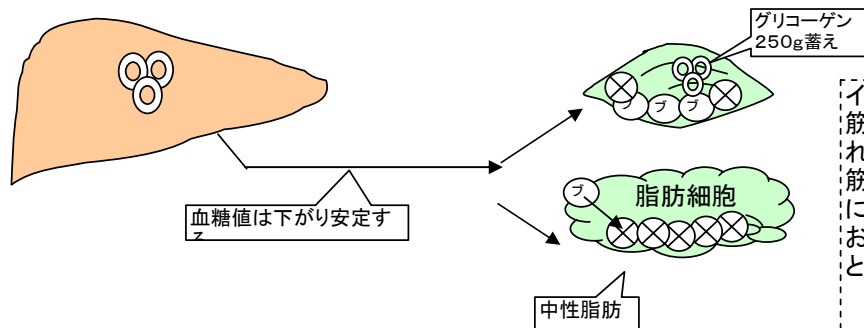 グリコーゲン
250g蓄え
ブ
ブ
ブ
ブ
脂肪細胞
血糖値は下がり安定す
中性脂肪
イ
筋
れ
筋
に
お
と